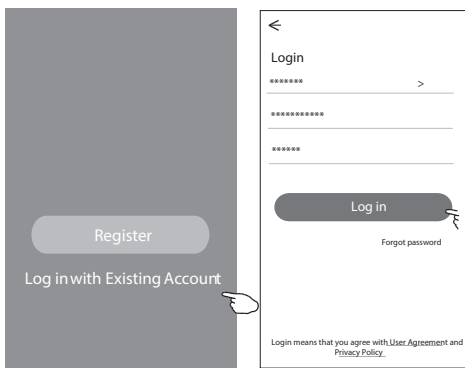 Register
Log in with Existing Account
Login
*******
>
***********
******
Log in
Forgot password
Login means that you agree with User Agreement and
Privacy Policy